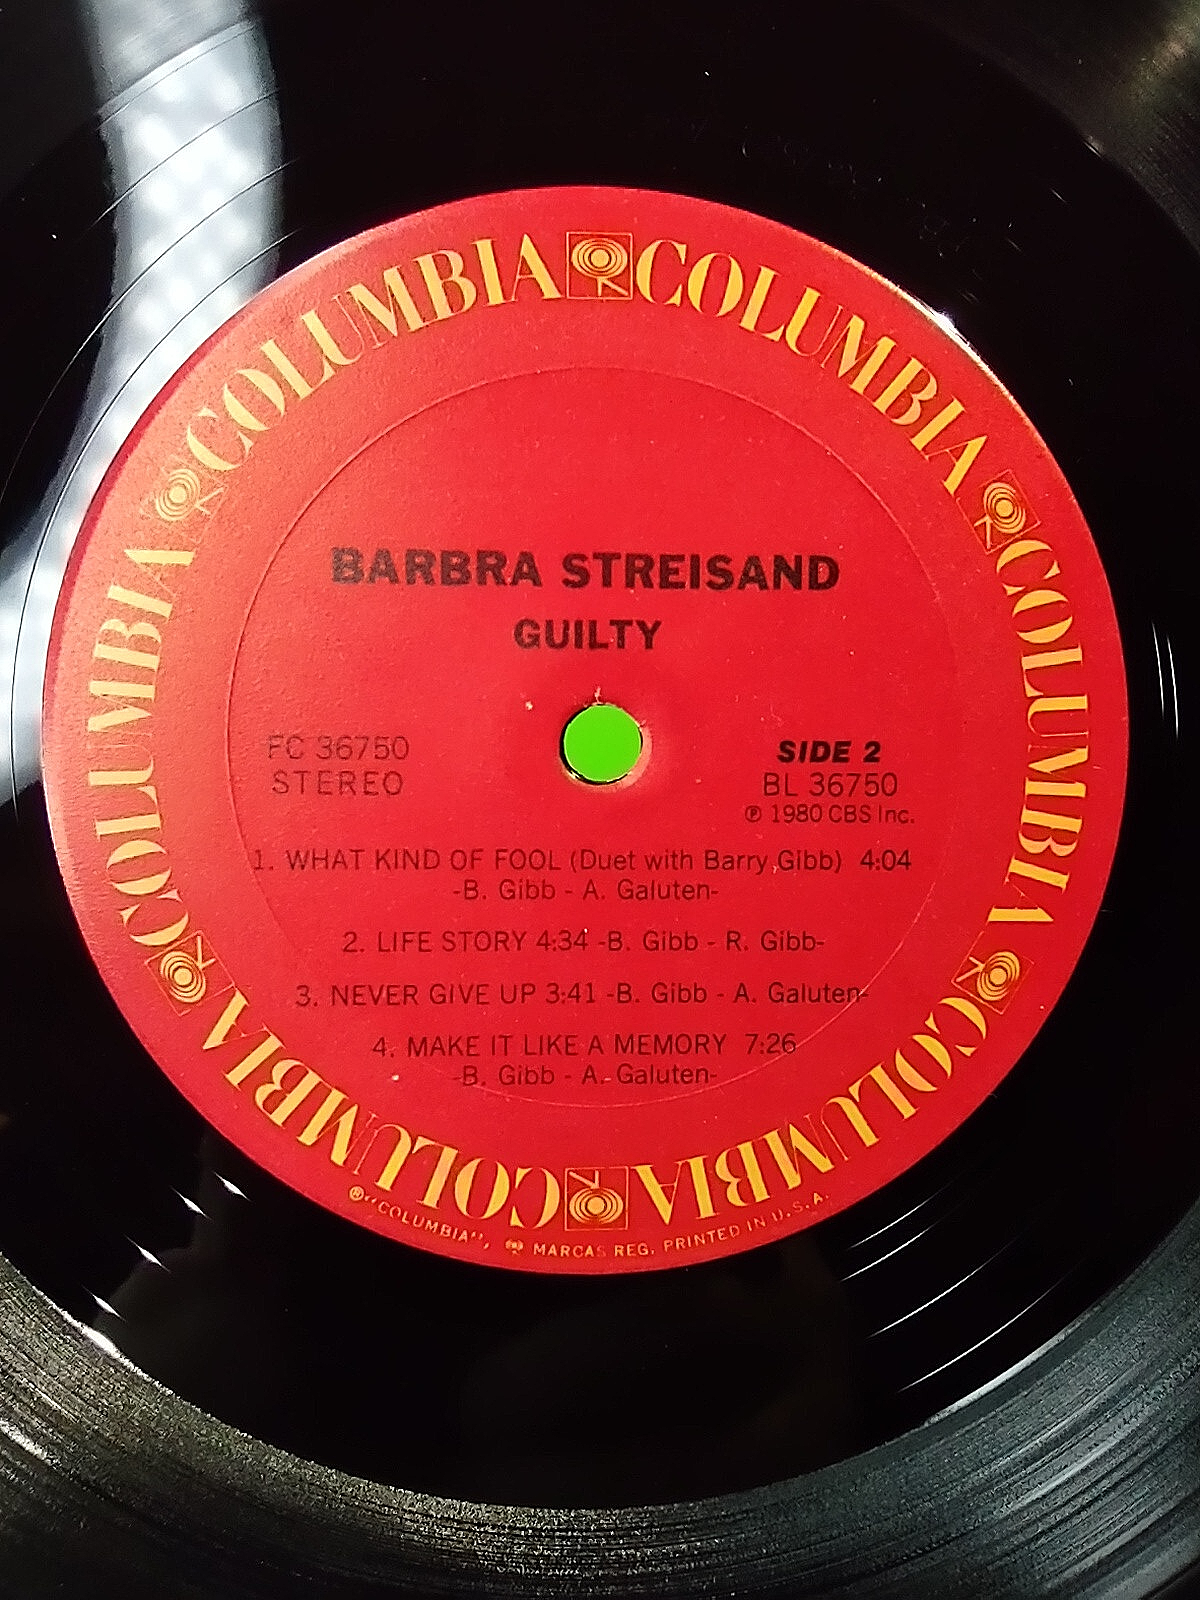 COLUMBIA COLUMBIA COLUMBIA COLUMBIA COLUMBIA COLUMBIA
BARBRA STREISAND
GUILTY
FC 36750
STEREO
SIDE 2
BL 36750
℗ 1980 CBS Inc.
1. WHAT KIND OF FOOL (Duet with Barry Gibb) 4:04
-B. Gibb - A. Galuten-
2. LIFE STORY 4:34 -B. Gibb - R. Gibb-
3. NEVER GIVE UP 3:41 -B. Gibb - A. Galuten-
4. MAKE IT LIKE A MEMORY 7:26
-B. Gibb - A. Galuten-
®"COLUMBIA", MARCAS REG. PRINTED IN U.S.A.